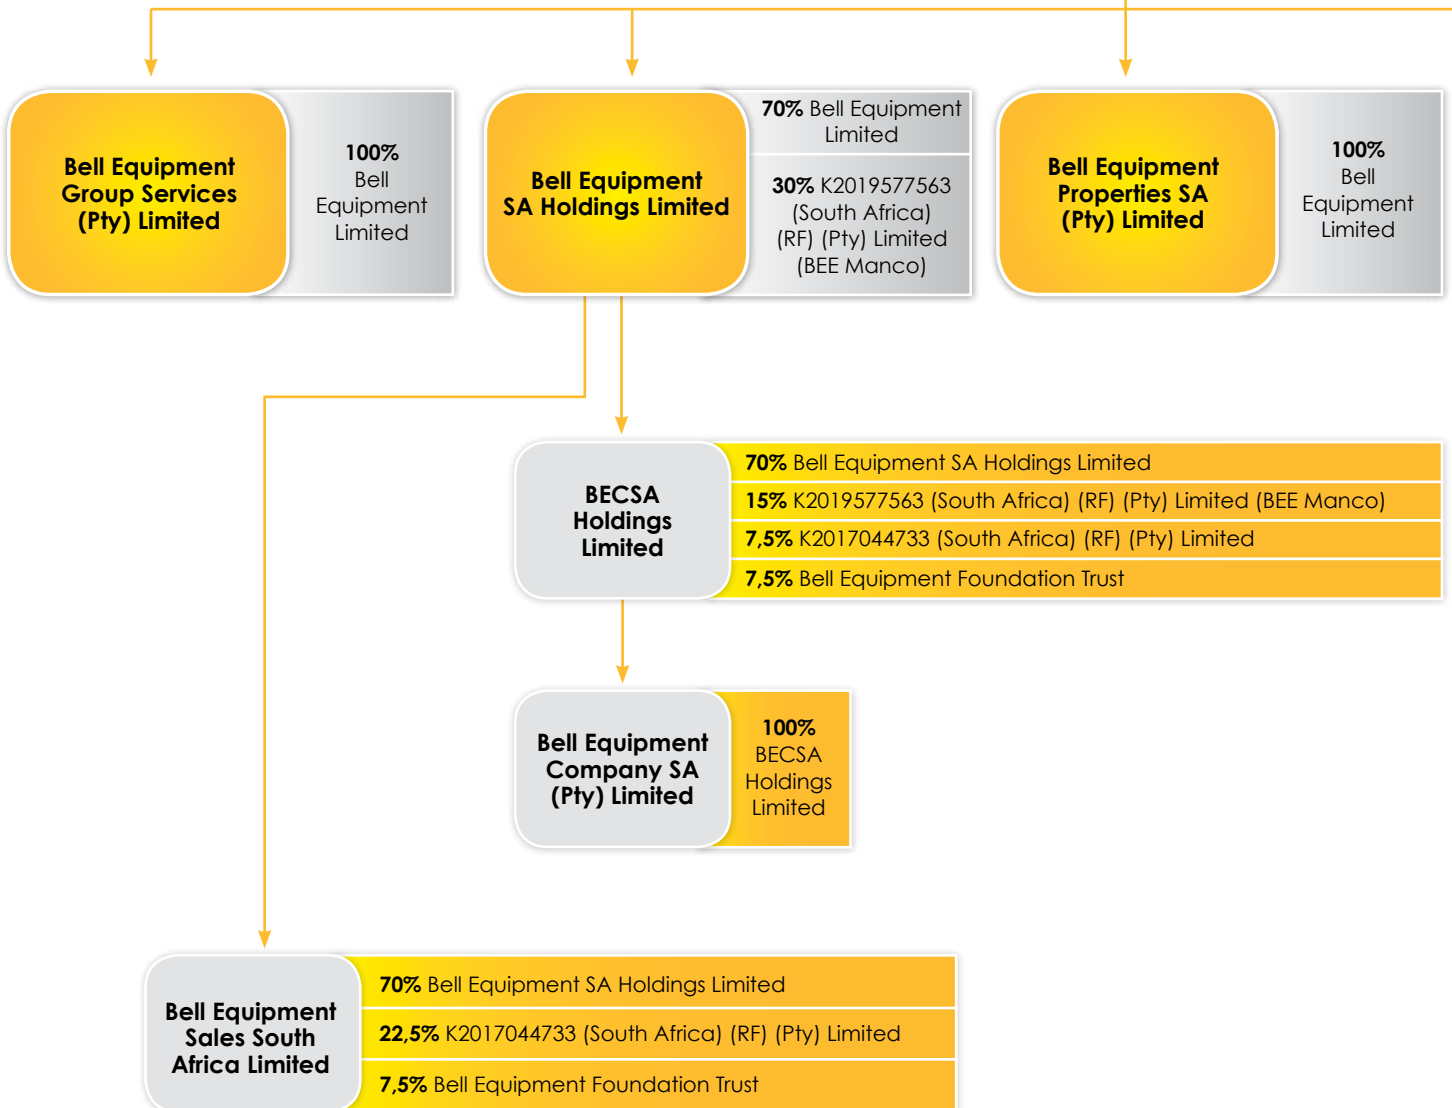 Bell Equipment
Group Services
(Pty) Limited
100%
Bell
Equipment
Limited
Bell Equipment
SA Holdings Limited
70% Bell Equipment
Limited
30% K2019577563
(South Africa)
(RF) (Pty) Limited
(BEE Manco)
Bell Equipment
Properties SA
(Pty) Limited
100%
Bell
Equipment
Limited
BECSA
Holdings
Limited
70% Bell Equipment SA Holdings Limited
15% K2019577563 (South Africa) (RF) (Pty) Limited (BEE Manco)
7,5% K2017044733 (South Africa) (RF) (Pty) Limited
7,5% Bell Equipment Foundation Trust
Bell Equipment
Company SA
(Pty) Limited
100%
BECSA
Holdings
Limited
Bell Equipment
Sales South
Africa Limited
70% Bell Equipment SA Holdings Limited
22,5% K2017044733 (South Africa) (RF) (Pty) Limited
7,5% Bell Equipment Foundation Trust